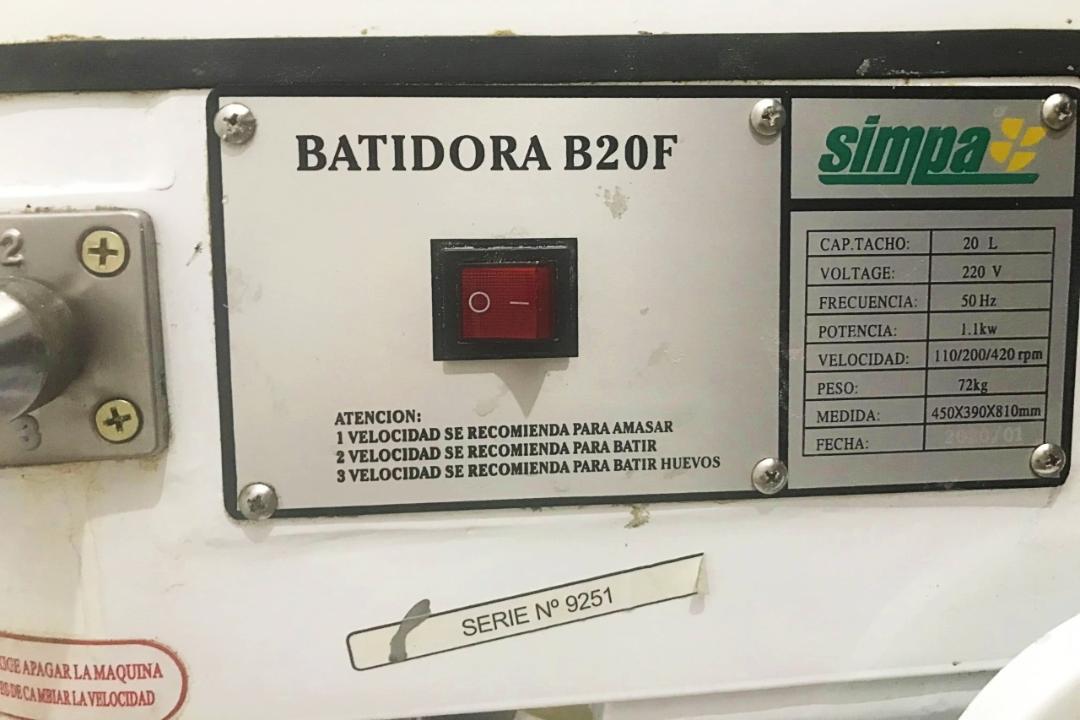 BATIDORA B20F
simpa
CAP.TACHO: 20 L
VOLTAGE: 220 V
FRECUENCIA: 50 Hz
POTENCIA: 1.1kw
VELOCIDAD: 110/200/420 rpm
PESO: 72kg
MEDIDA: 450X390X810mm
FECHA:
2
3
ATENCION:
1 VELOCIDAD SE RECOMIENDA PARA AMASAR
2 VELOCIDAD SE RECOMIENDA PARA BATIR
3 VELOCIDAD SE RECOMIENDA PARA BATIR HUEVOS
SERIE Nº 9251
APAGAR LA MAQUINA
DE CAMBIAR LA VELOCIDAD